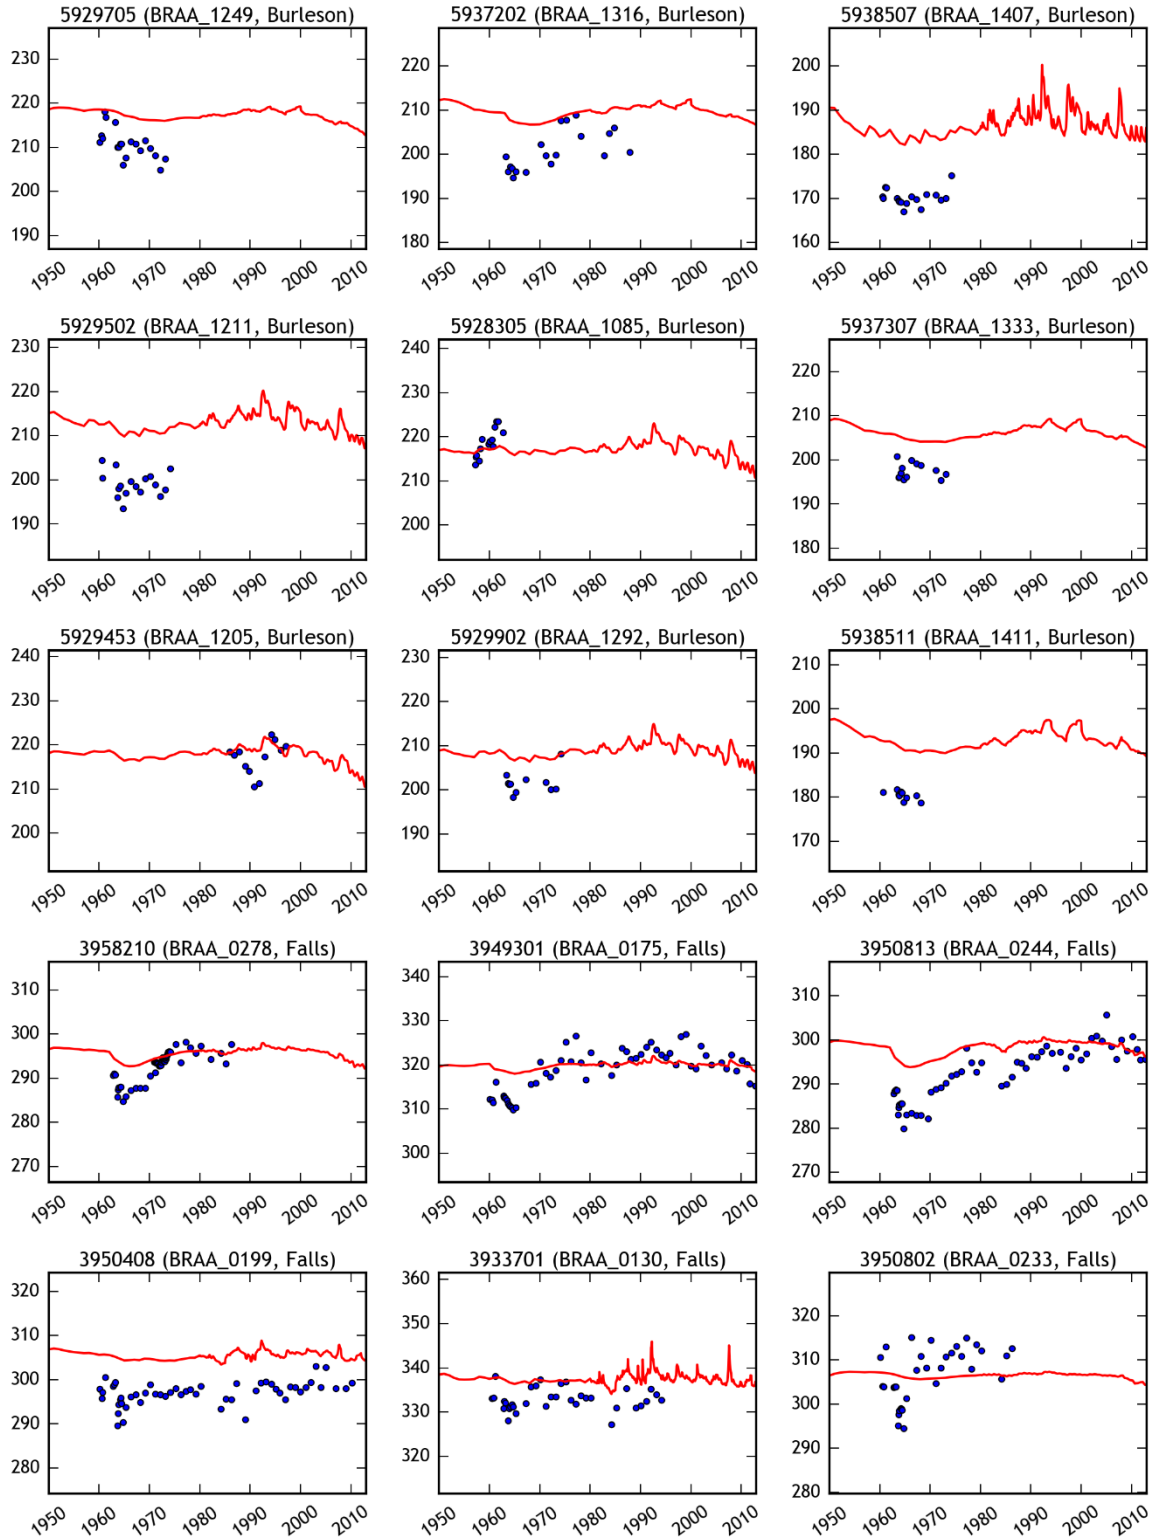 5929705 (BRAA_1249, Burleson) 5937202 (BRAA_1316, Burleson) 5938507 (BRAA_1407, Burleson)
230 220 200
220 210 190
210 200 180
200 190 170
190 180 160
1950 1960 1970 1980 1990 2000 2010 1950 1960 1970 1980 1990 2000 2010 1950 1960 1970 1980 1990 2000 2010
5929502 (BRAA_1211, Burleson) 5928305 (BRAA_1085, Burleson) 5937307 (BRAA_1333, Burleson)
230 240 220
220 230 210
210 220 200
200 210 190
190 200 180
1950 1960 1970 1980 1990 2000 2010 1950 1960 1970 1980 1990 2000 2010 1950 1960 1970 1980 1990 2000 2010
5929453 (BRAA_1205, Burleson) 5929902 (BRAA_1292, Burleson) 5938511 (BRAA_1411, Burleson)
240 230 210
230 220 200
220 210 190
210 200 180
200 190 170
1950 1960 1970 1980 1990 2000 2010 1950 1960 1970 1980 1990 2000 2010 1950 1960 1970 1980 1990 2000 2010
3958210 (BRAA_0278, Falls) 3949301 (BRAA_0175, Falls) 3950813 (BRAA_0244, Falls)
310 340 310
300 330 300
290 320 290
280 310 280
270 300 270
1950 1960 1970 1980 1990 2000 2010 1950 1960 1970 1980 1990 2000 2010 1950 1960 1970 1980 1990 2000 2010
3950408 (BRAA_0199, Falls) 3933701 (BRAA_0130, Falls) 3950802 (BRAA_0233, Falls)
320 360 320
310 350 310
300 340 300
290 330 290
280 320 280
1950 1960 1970 1980 1990 2000 2010 1950 1960 1970 1980 1990 2000 2010 1950 1960 1970 1980 1990 2000 2010